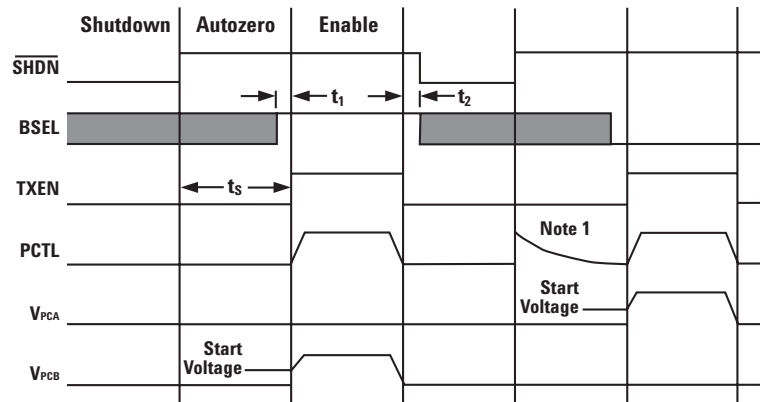 Shutdown Autozero Enable
SHDN
t1 t2
BSEL
TXEN
tS
PCTL
Note 1
Start
Voltage
VPCA
Start
Voltage
VPCB